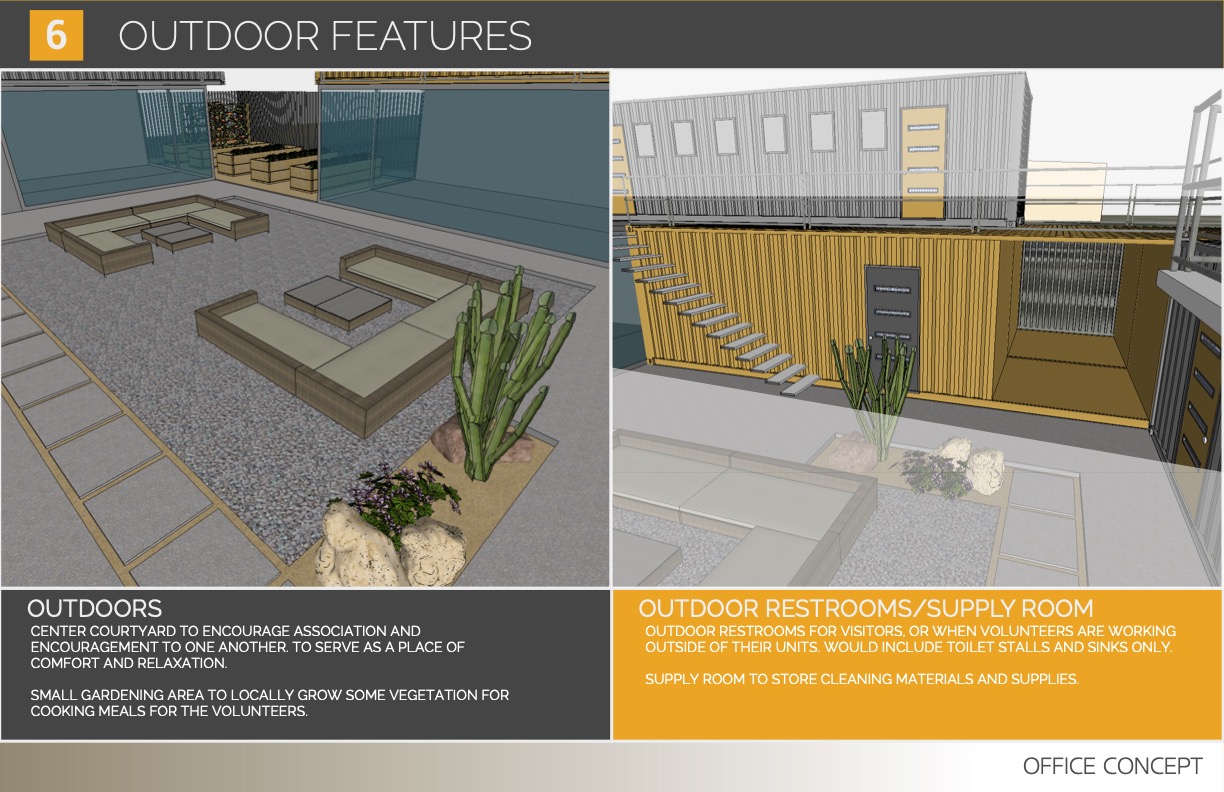 6 OUTDOOR FEATURES
OUTDOORS
CENTER COURTYARD TO ENCOURAGE ASSOCIATION AND
ENCOURAGEMENT TO ONE ANOTHER. TO SERVE AS A PLACE OF
COMFORT AND RELAXATION.
SMALL GARDENING AREA TO LOCALLY GROW SOME VEGETATION FOR
COOKING MEALS FOR THE VOLUNTEERS.
OUTDOOR RESTROOMS/SUPPLY ROOM
OUTDOOR RESTROOMS FOR VISITORS, OR WHEN VOLUNTEERS ARE WORKING
OUTSIDE OF THEIR UNITS. WOULD INCLUDE TOILET STALLS AND SINKS ONLY.
SUPPLY ROOM TO STORE CLEANING MATERIALS AND SUPPLIES.
OFFICE CONCEPT